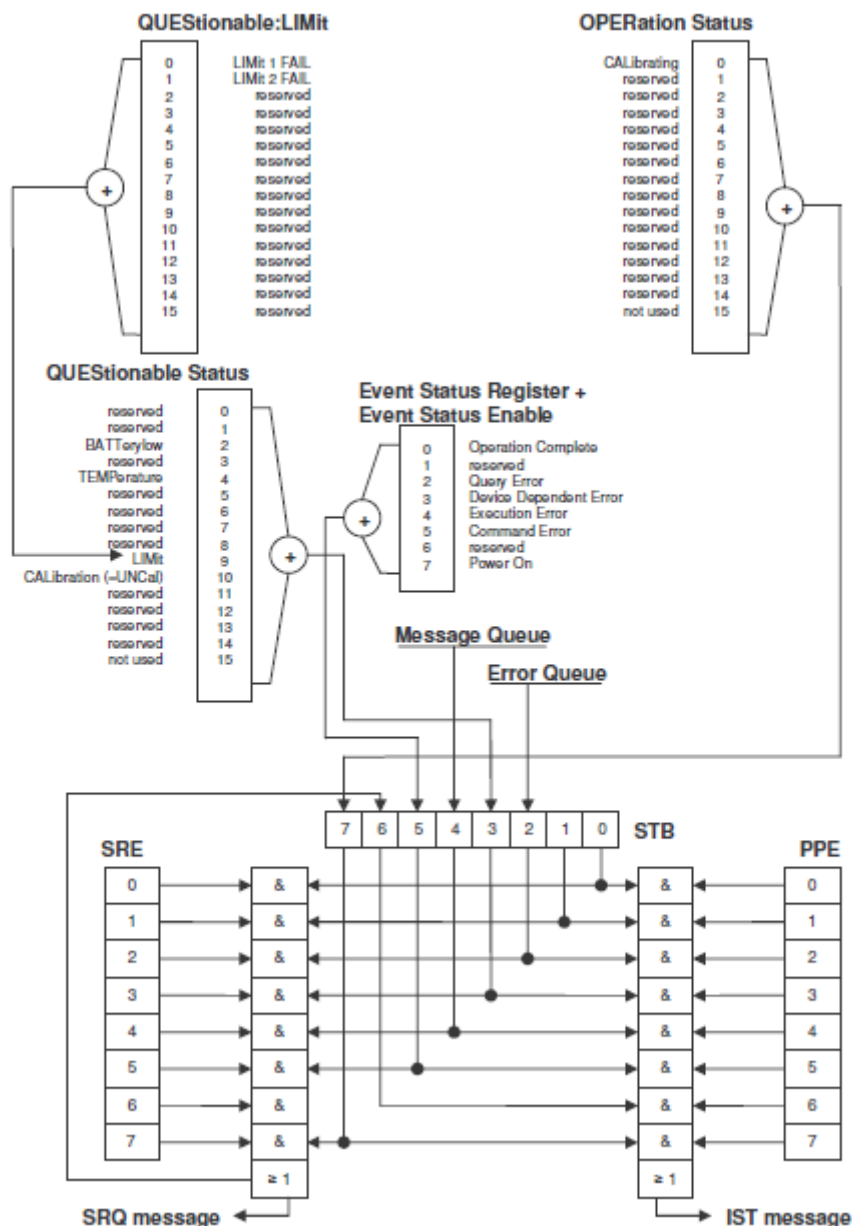 QUEStionable:LIMit
0 LIMit 1 FAIL
1 LIMit 2 FAIL
2 reserved
3 reserved
4 reserved
5 reserved
6 reserved
7 reserved
8 reserved
9 reserved
10 reserved
11 reserved
12 reserved
13 reserved
14 reserved
15 reserved
+
OPERation Status
CALibrating 0
reserved 1
reserved 2
reserved 3
reserved 4
reserved 5
reserved 6
reserved 7
reserved 8
reserved 9
reserved 10
reserved 11
reserved 12
reserved 13
reserved 14
not used 15
+
QUEStionable Status
reserved 0
reserved 1
BATTerylow 2
reserved 3
TEMPerature 4
reserved 5
reserved 6
reserved 7
reserved 8
LIMit 9
CALibration (=UNCal) 10
reserved 11
reserved 12
reserved 13
reserved 14
not used 15
+
Event Status Register +
Event Status Enable
0 Operation Complete
1 reserved
2 Query Error
3 Device Dependent Error
4 Execution Error
5 Command Error
6 reserved
7 Power On
+
Message Queue
Error Queue
7 6 5 4 3 2 1 0 STB
SRE PPE
0 & & 0
1 & & 1
2 & & 2
3 & & 3
4 & & 4
5 & & 5
6 & & 6
7 & & 7
≥ 1 ≥ 1
SRQ message IST message